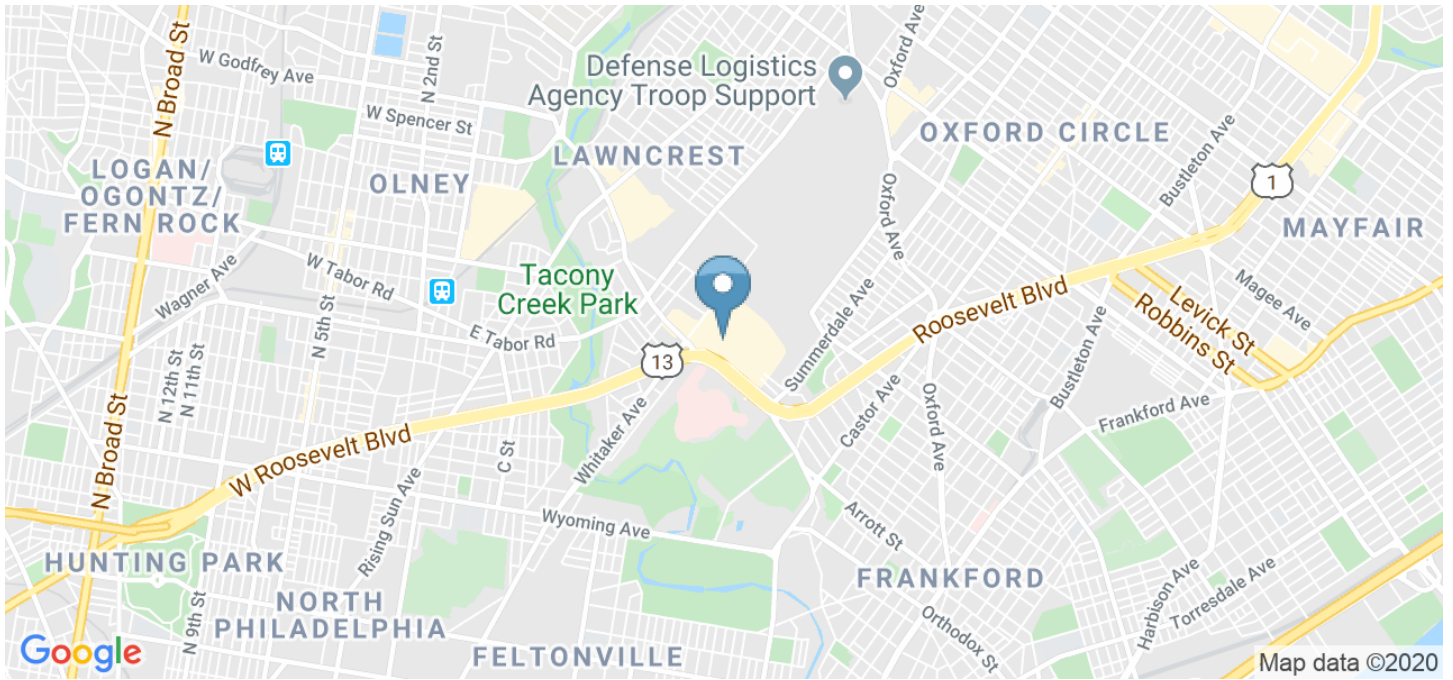 N Broad St
W Godfrey Ave
N 2nd St
W Spencer St
Defense Logistics
Agency Troop Support
Oxford Ave
OXFORD CIRCLE
Bustleton Ave
1
LAWNCREST
LOGAN/
OGONTZ/
FERN ROCK
OLNEY
Oxford Ave
MAYFAIR
W Tabor Rd
Wagner Ave
Tacony
Creek Park
N 5th St
E Tabor Rd
13
Summerdale Ave
Roosevelt Blvd
Levick St
Robbins St
Magee Ave
Bustleton Ave
N 12th St
N 11th St
N Broad St
W Roosevelt Blvd
C St
Whitaker Ave
Castor Ave
Oxford Ave
Frankford Ave
Rising Sun Ave
Wyoming Ave
Arrott St
HUNTING PARK
FRANKFORD
NORTH
PHILADELPHIA
N 9th St
Orthodox St
Harbison Ave
Torresdale Ave
FELTONVILLE
Google
Map data ©2020